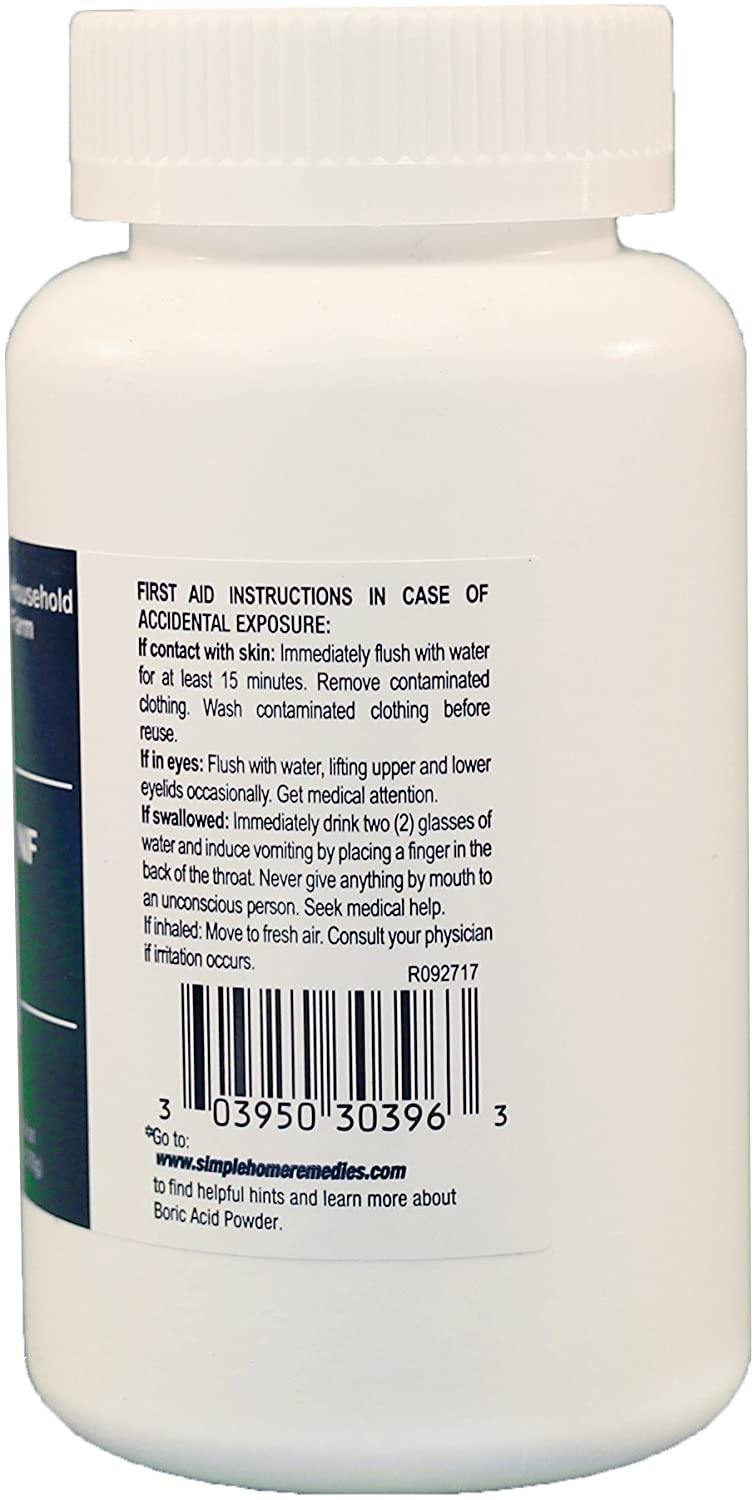 Household
Farm
NF
FIRST AID INSTRUCTIONS IN CASE OF
ACCIDENTAL EXPOSURE:
If contact with skin: Immediately flush with water
for at least 15 minutes. Remove contaminated
clothing. Wash contaminated clothing before
reuse.
If in eyes: Flush with water, lifting upper and lower
eyelids occasionally. Get medical attention.
If swallowed: Immediately drink two (2) glasses of
water and induce vomiting by placing a finger in the
back of the throat. Never give anything by mouth to
an unconscious person. Seek medical help.
If inhaled: Move to fresh air. Consult your physician
if irritation occurs.
R092717
3 03950 30396 3
*Go to:
www.simplehomeremedies.com
to find helpful hints and learn more about
Boric Acid Powder.